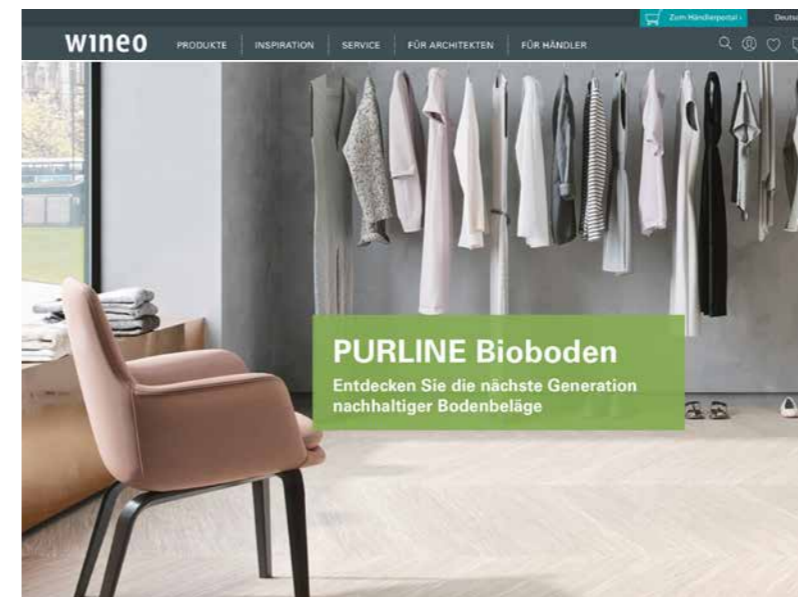 Zum Händlerportal ›
wineo
PRODUKTE INSPIRATION SERVICE FÜR ARCHITEKTEN FÜR HÄNDLER
PURLINE Bioboden
Entdecken Sie die nächste Generation
nachhaltiger Bodenbeläge